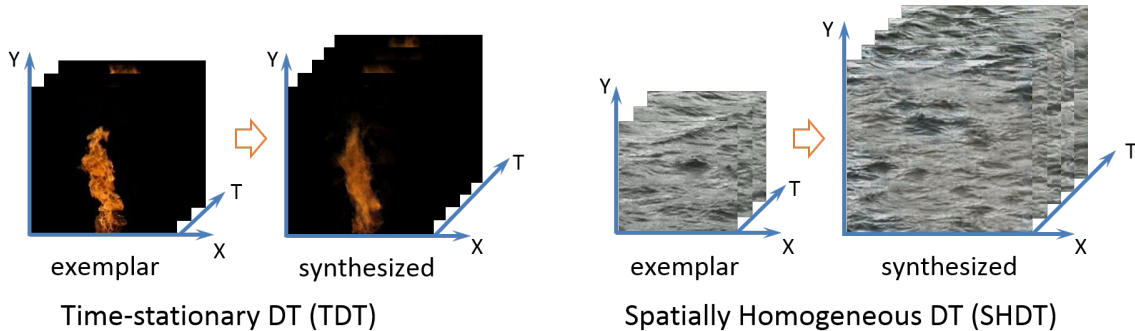 Y
T
X
exemplar
Y
T
X
synthesized
Time-stationary DT (TDT)
Y
T
X
exemplar
Y
T
X
synthesized
Spatially Homogeneous DT (SHDT)